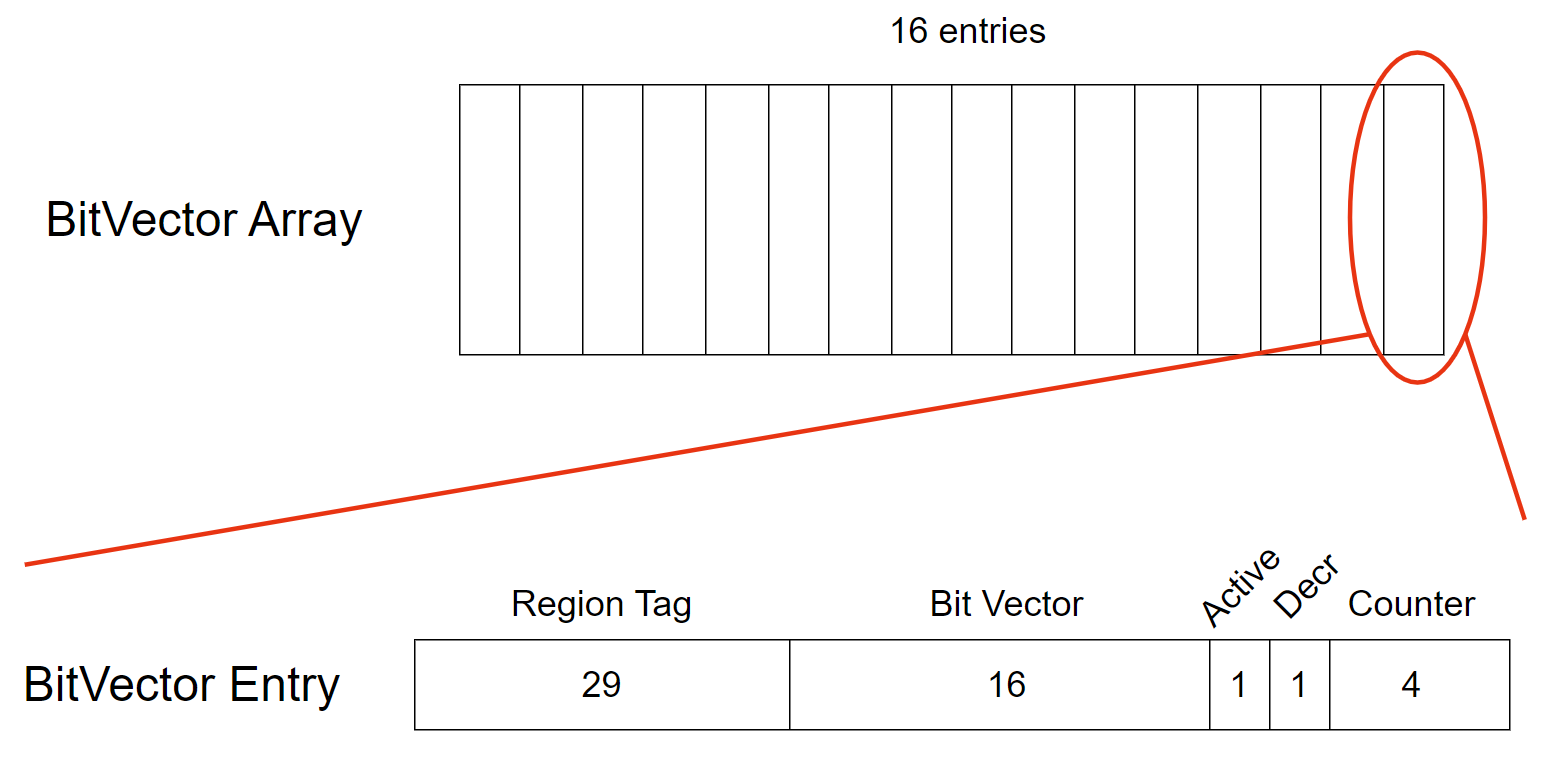 16 entries
BitVector Array
Region Tag Bit Vector Active Decr Counter
BitVector Entry 29 16 1 1 4